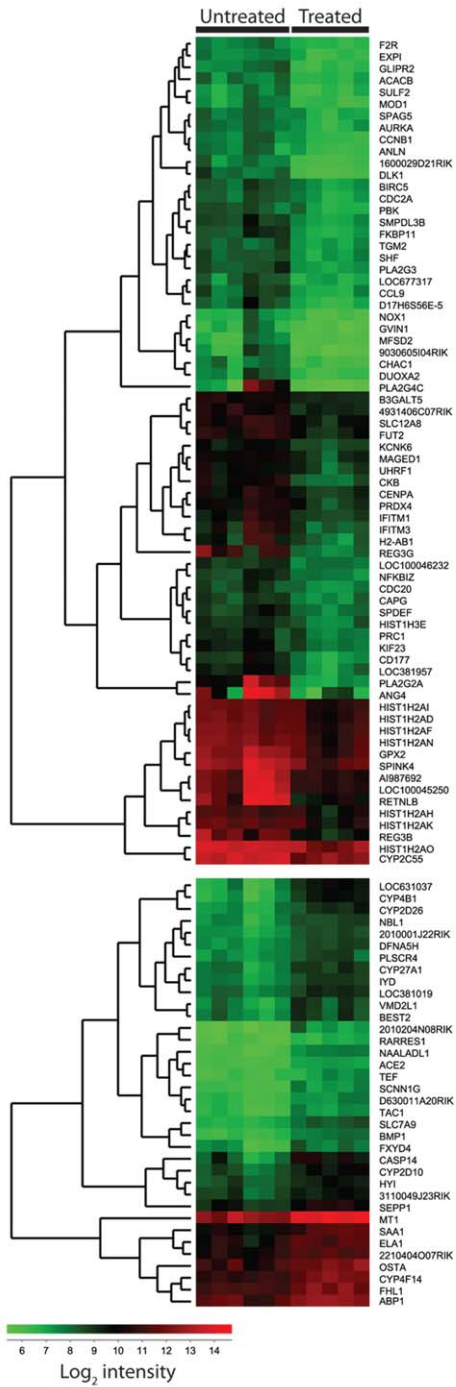 Untreated Treated
F2R
EXPI
GLIPR2
ACACB
SULF2
MOD1
SPAG5
AURKA
CCNB1
ANLN
1600029D21RIK
DLK1
BIRC5
CDC2A
PBK
SMPDL3B
FKBP11
TGM2
SHF
PLA2G3
LOC677317
CCL9
D17H6S56E-5
NOX1
GVIN1
MFSD2
9030605I04RIK
CHAC1
DUOXA2
PLA2G4C
B3GALT5
4931406C07RIK
SLC12A8
FUT2
KCNK6
MAGED1
UHRF1
CKB
CENPA
PRDX4
IFITM1
IFITM3
H2-AB1
REG3G
LOC100046232
NFKBIZ
CDC20
CAPG
SPDEF
HIST1H3E
PRC1
KIF23
CD177
LOC381957
PLA2G2A
ANG4
HIST1H2AI
HIST1H2AD
HIST1H2AF
HIST1H2AN
GPX2
SPINK4
AI987692
LOC100045250
RETNLB
HIST1H2AH
HIST1H2AK
REG3B
HIST1H2AO
CYP2C55
LOC631037
CYP4B1
CYP2D26
NBL1
2010001J22RIK
DFNA5H
PLSCR4
CYP27A1
IYD
LOC381019
VMD2L1
BEST2
2010204N08RIK
RARRES1
NAALADL1
ACE2
TEF
SCNN1G
D630011A20RIK
TAC1
SLC7A9
BMP1
FXYD4
CASP14
CYP2D10
HYI
3110049J23RIK
SEPP1
MT1
SAA1
ELA1
2210404O07RIK
OSTA
CYP4F14
FHL1
ABP1
6 7 8 9 10 11 12 13 14
Log2 intensity